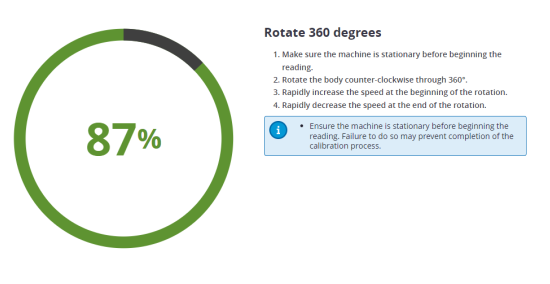 87%
Rotate 360 degrees
1. Make sure the machine is stationary before beginning the
reading.
2. Rotate the body counter-clockwise through 360°.
3. Rapidly increase the speed at the beginning of the rotation.
4. Rapidly decrease the speed at the end of the rotation.
i
• Ensure the machine is stationary before beginning the
reading. Failure to do so may prevent completion of the
calibration process.